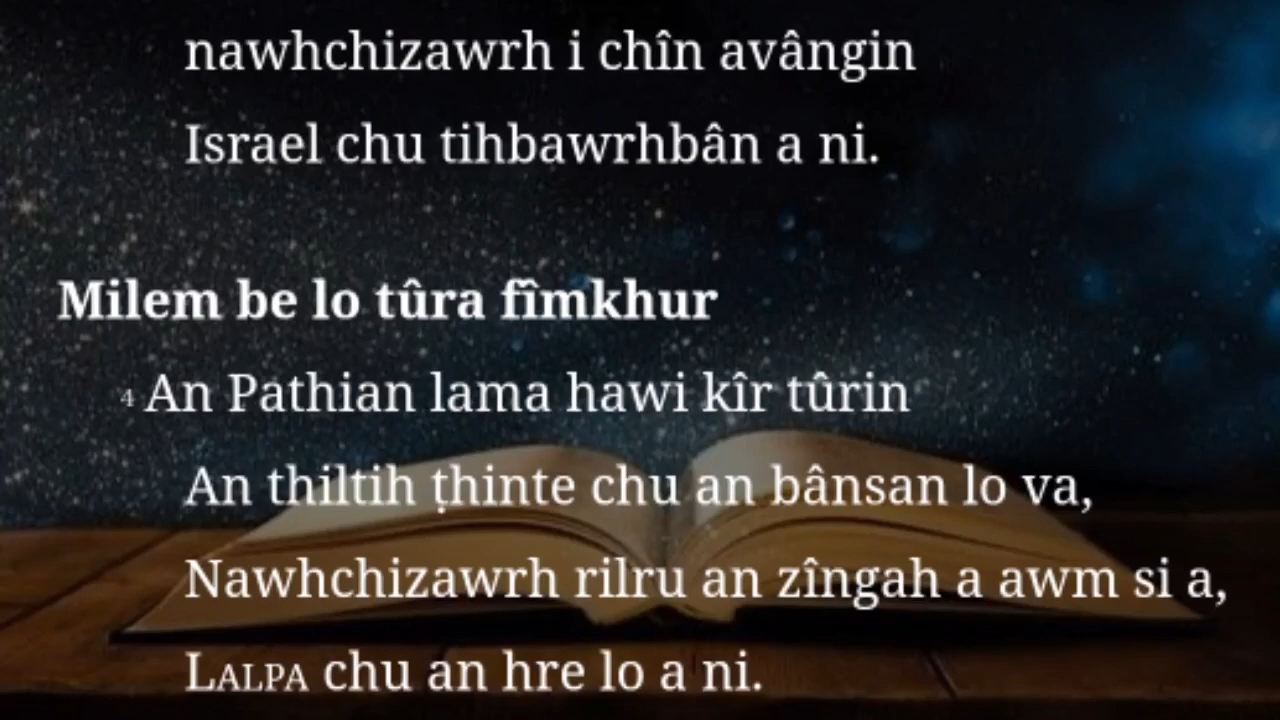 nawhchizawrh i chîn avângin
Israel chu tihbawrhbân a ni.
Milem be lo tûra fîmkhur
4 An Pathian lama hawi kîr tûrin
An thiltih ṭhinte chu an bânsan lo va,
Nawhchizawrh rilru an zîngah a awm si a,
LALPA chu an hre lo a ni.